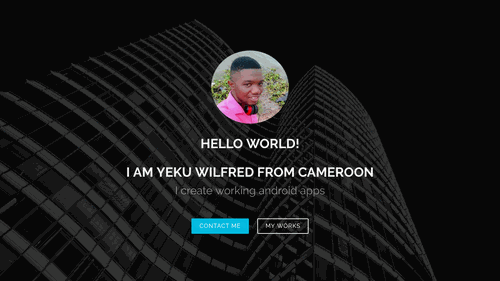 HELLO WORLD!
I AM YEKU WILFRED FROM CAMEROON
I create working android apps
CONTACT ME
MY WORKS